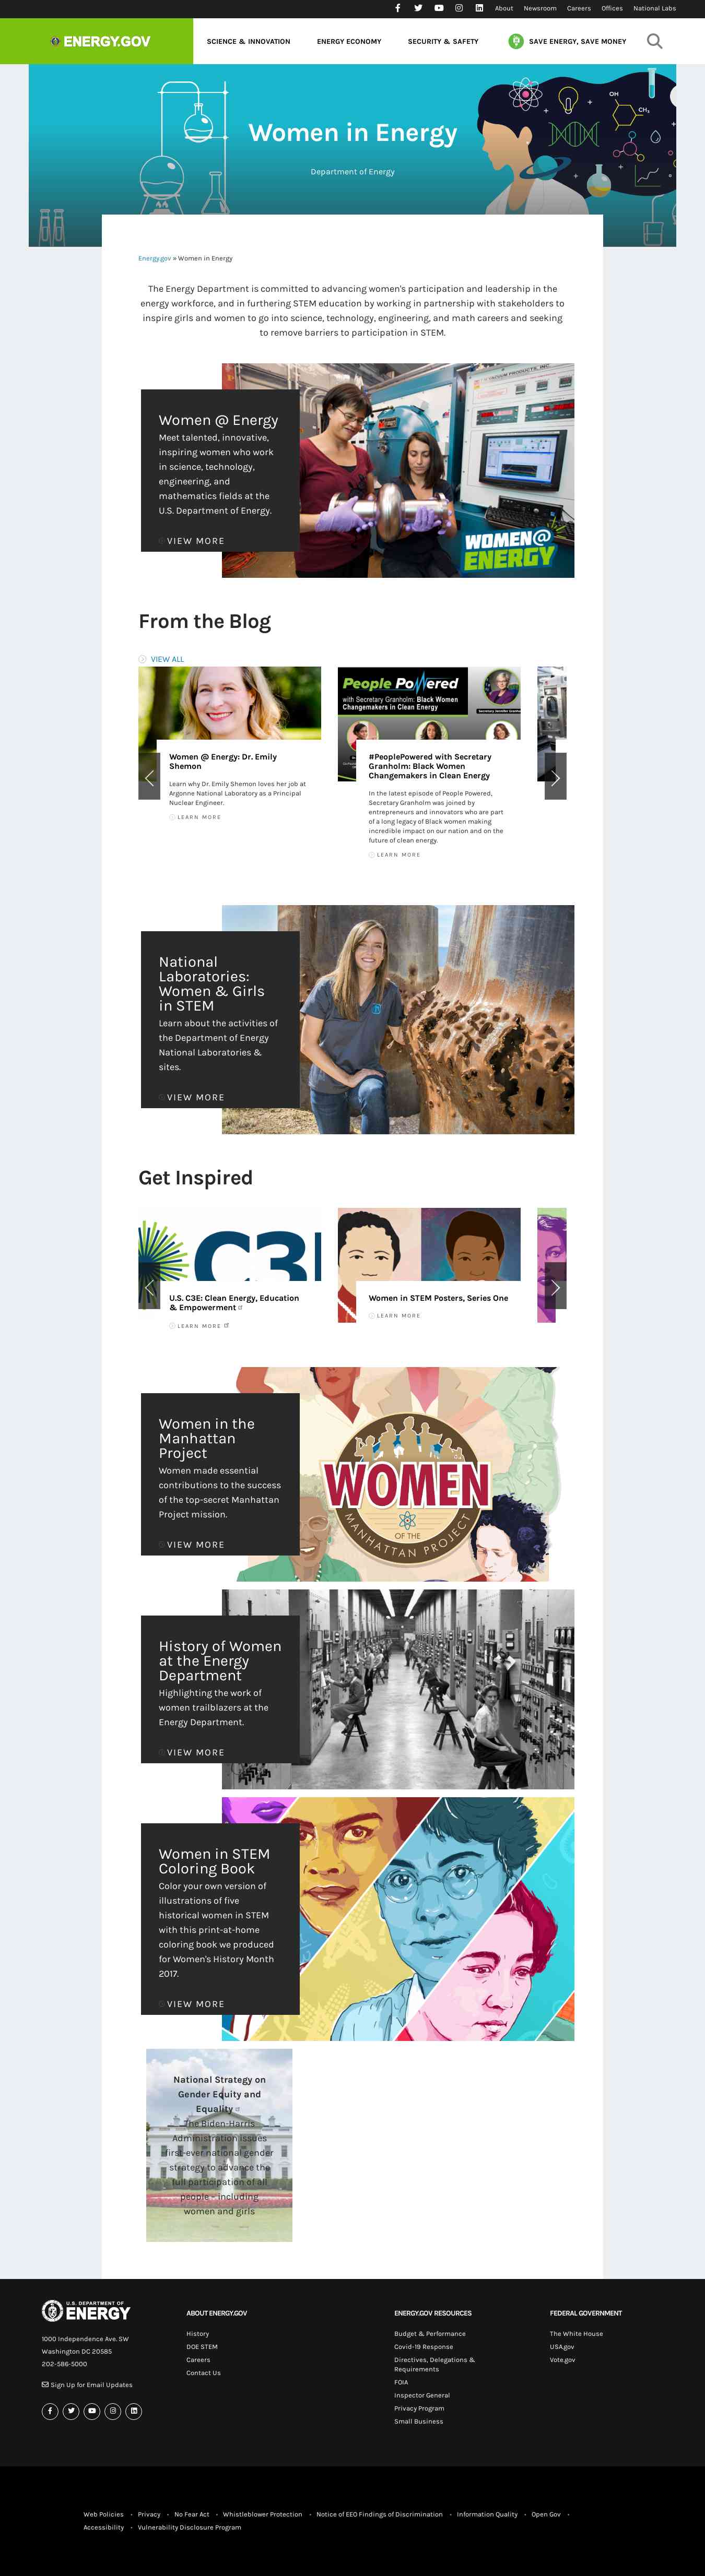 About Newsroom Careers Offices National Labs
ENERGY.GOV SCIENCE & INNOVATION ENERGY ECONOMY SECURITY & SAFETY SAVE ENERGY, SAVE MONEY
OH
CH₃
Women in Energy
Department of Energy
Energy.gov » Women in Energy
The Energy Department is committed to advancing women's participation and leadership in the
energy workforce, and in furthering STEM education by working in partnership with stakeholders to
inspire girls and women to go into science, technology, engineering, and math careers and seeking
to remove barriers to participation in STEM.
Women @ Energy
Meet talented, innovative,
inspiring women who work
in science, technology,
engineering, and
mathematics fields at the
U.S. Department of Energy.
VIEW MORE
VACUUM PRODUCTS, INC.
WOMEN@
ENERGY
From the Blog
VIEW ALL
Women @ Energy: Dr. Emily
Shemon
Learn why Dr. Emily Shemon loves her job at
Argonne National Laboratory as a Principal
Nuclear Engineer.
LEARN MORE
People Powered
with Secretary Granholm: Black Women
Changemakers in Clean Energy
#PeoplePowered with Secretary
Granholm: Black Women
Changemakers in Clean Energy
In the latest episode of People Powered,
Secretary Granholm was joined by
entrepreneurs and innovators who are part
of a long legacy of Black women making
incredible impact on our nation and on the
future of clean energy.
LEARN MORE
National
Laboratories:
Women & Girls
in STEM
Learn about the activities of
the Department of Energy
National Laboratories &
sites.
VIEW MORE
Get Inspired
C3E
U.S. C3E: Clean Energy, Education
& Empowerment
LEARN MORE
Women in STEM Posters, Series One
LEARN MORE
Women in the
Manhattan
Project
Women made essential
contributions to the success
of the top-secret Manhattan
Project mission.
VIEW MORE
WOMEN
OF THE
MANHATTAN PROJECT
History of Women
at the Energy
Department
Highlighting the work of
women trailblazers at the
Energy Department.
VIEW MORE
Women in STEM
Coloring Book
Color your own version of
illustrations of five
historical women in STEM
with this print-at-home
coloring book we produced
for Women's History Month
2017.
VIEW MORE
National Strategy on
Gender Equity and
Equality
The Biden-Harris
Administration issues
first-ever national gender
strategy to advance the
full participation of all
people – including
women and girls
U.S. DEPARTMENT OF
ENERGY
1000 Independence Ave. SW
Washington DC 20585
202-586-5000
Sign Up for Email Updates
ABOUT ENERGY.GOV
History
DOE STEM
Careers
Contact Us
ENERGY.GOV RESOURCES
Budget & Performance
Covid-19 Response
Directives, Delegations &
Requirements
FOIA
Inspector General
Privacy Program
Small Business
FEDERAL GOVERNMENT
The White House
USA.gov
Vote.gov
Web Policies • Privacy • No Fear Act • Whistleblower Protection • Notice of EEO Findings of Discrimination • Information Quality • Open Gov •
Accessibility • Vulnerability Disclosure Program